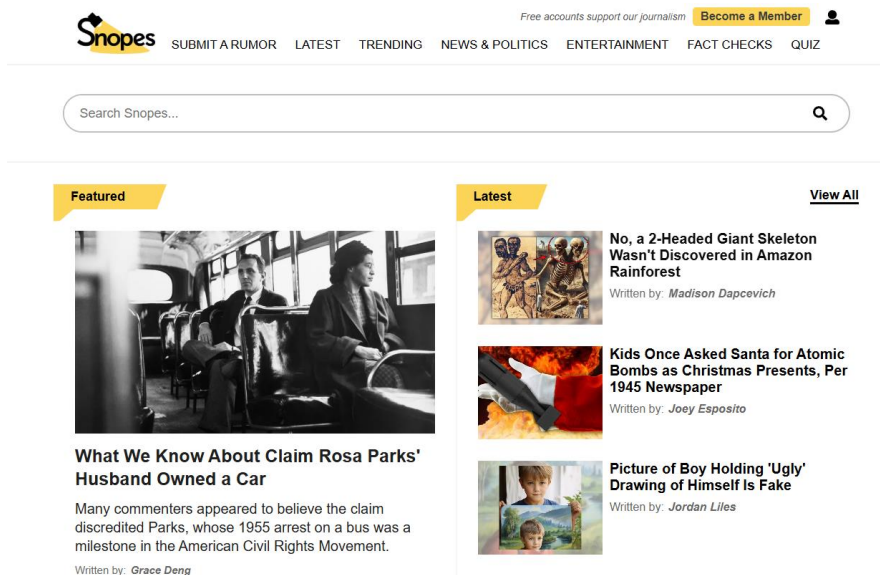 Free accounts support our journalism
Become a Member
Snopes
SUBMIT A RUMOR
LATEST
TRENDING
NEWS & POLITICS
ENTERTAINMENT
FACT CHECKS
QUIZ
Search Snopes...
Featured
What We Know About Claim Rosa Parks'
Husband Owned a Car
Many commenters appeared to believe the claim
discredited Parks, whose 1955 arrest on a bus was a
milestone in the American Civil Rights Movement.
Written by: Grace Deng
Latest
View All
No, a 2-Headed Giant Skeleton
Wasn't Discovered in Amazon
Rainforest
Written by: Madison Dapcevich
Kids Once Asked Santa for Atomic
Bombs as Christmas Presents, Per
1945 Newspaper
Written by: Joey Esposito
Picture of Boy Holding 'Ugly'
Drawing of Himself Is Fake
Written by: Jordan Liles